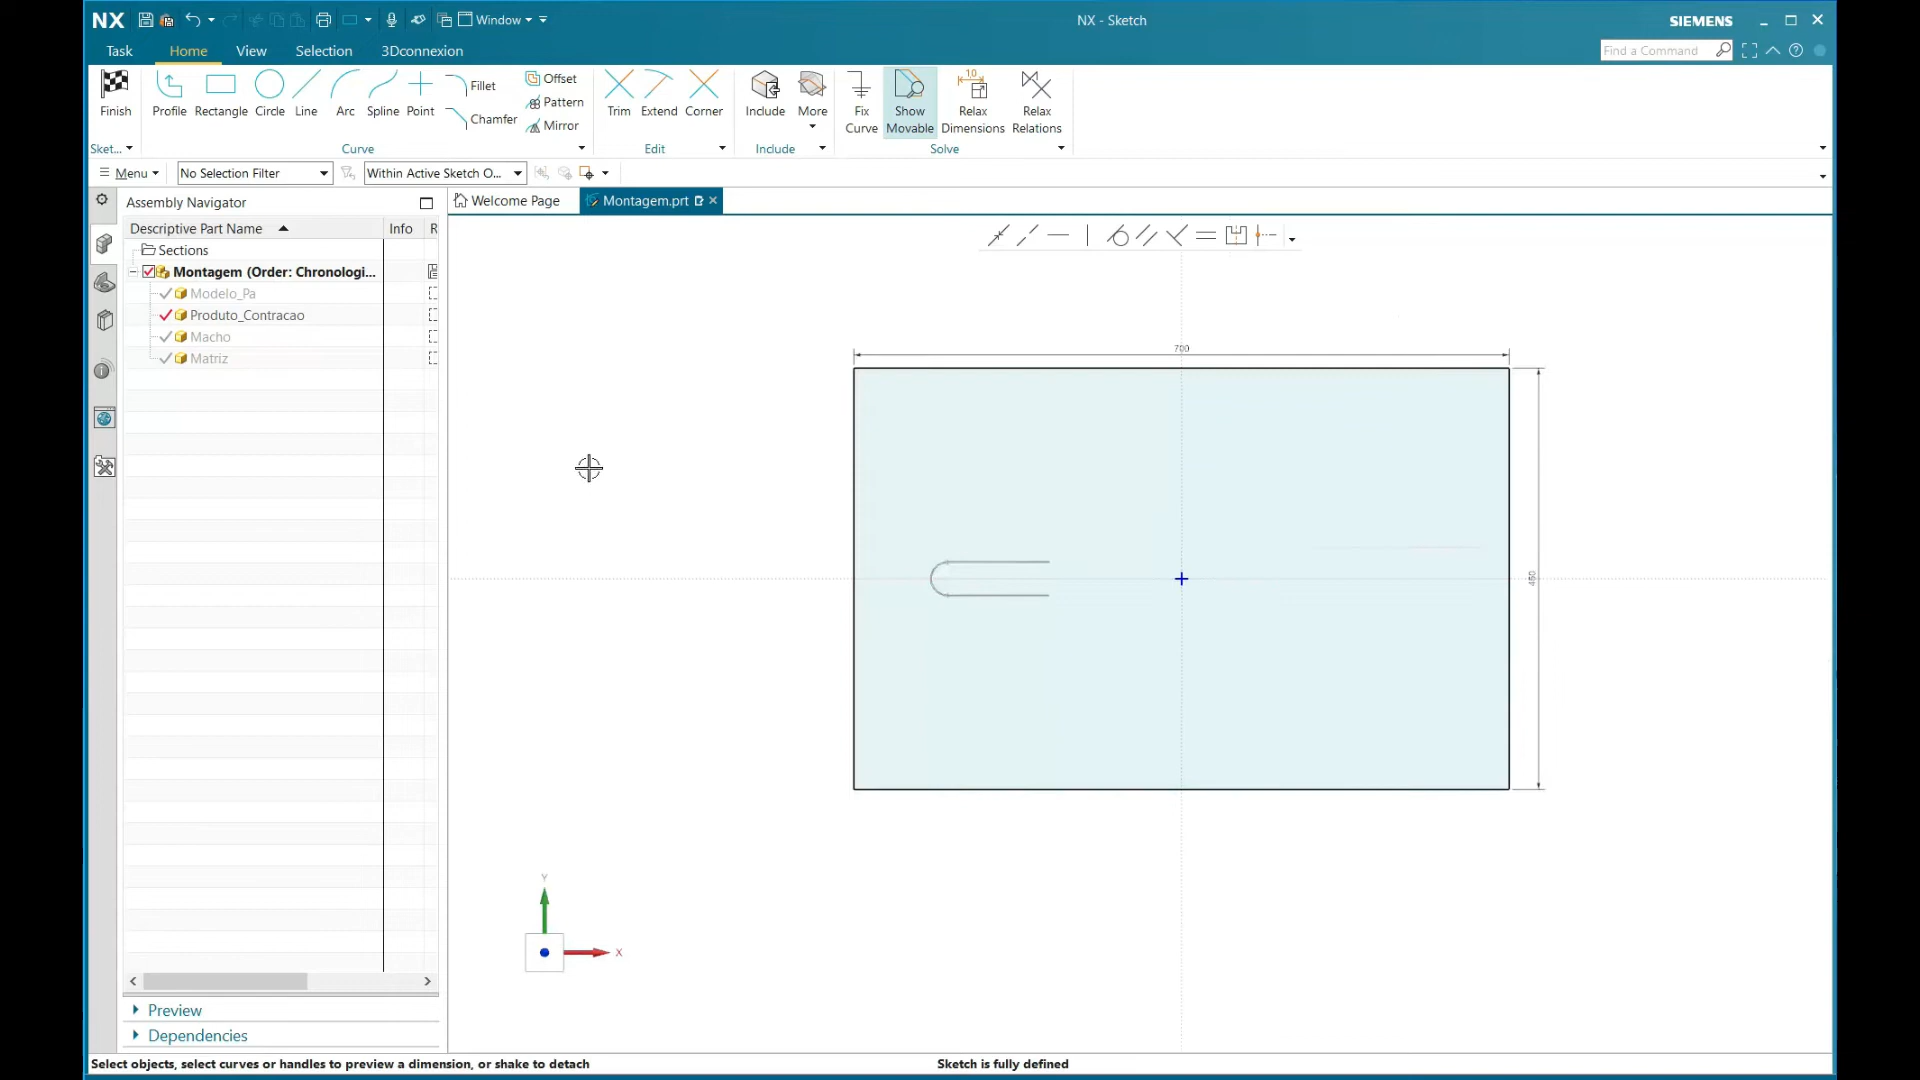 NX
Window
NX - Sketch
SIEMENS
Task
Home
View
Selection
3Dconnexion
Find a Command
Finish
Profile
Rectangle
Circle
Line
Arc
Spline
Point
Fillet
Chamfer
Offset
Pattern
Mirror
Trim
Extend
Corner
Include
More
Fix
Curve
Show
Movable
10
Relax
Dimensions
Relax
Relations
Sket...
Curve
Edit
Include
Solve
Menu
No Selection Filter
Within Active Sketch O...
Assembly Navigator
Welcome Page
Montagem.prt
Descriptive Part Name
Info
R
Sections
Montagem (Order: Chronologi...
Modelo_Pa
Produto_Contracao
Macho
Matriz
700
450
Y
X
Preview
Dependencies
Select objects, select curves or handles to preview a dimension, or shake to detach
Sketch is fully defined